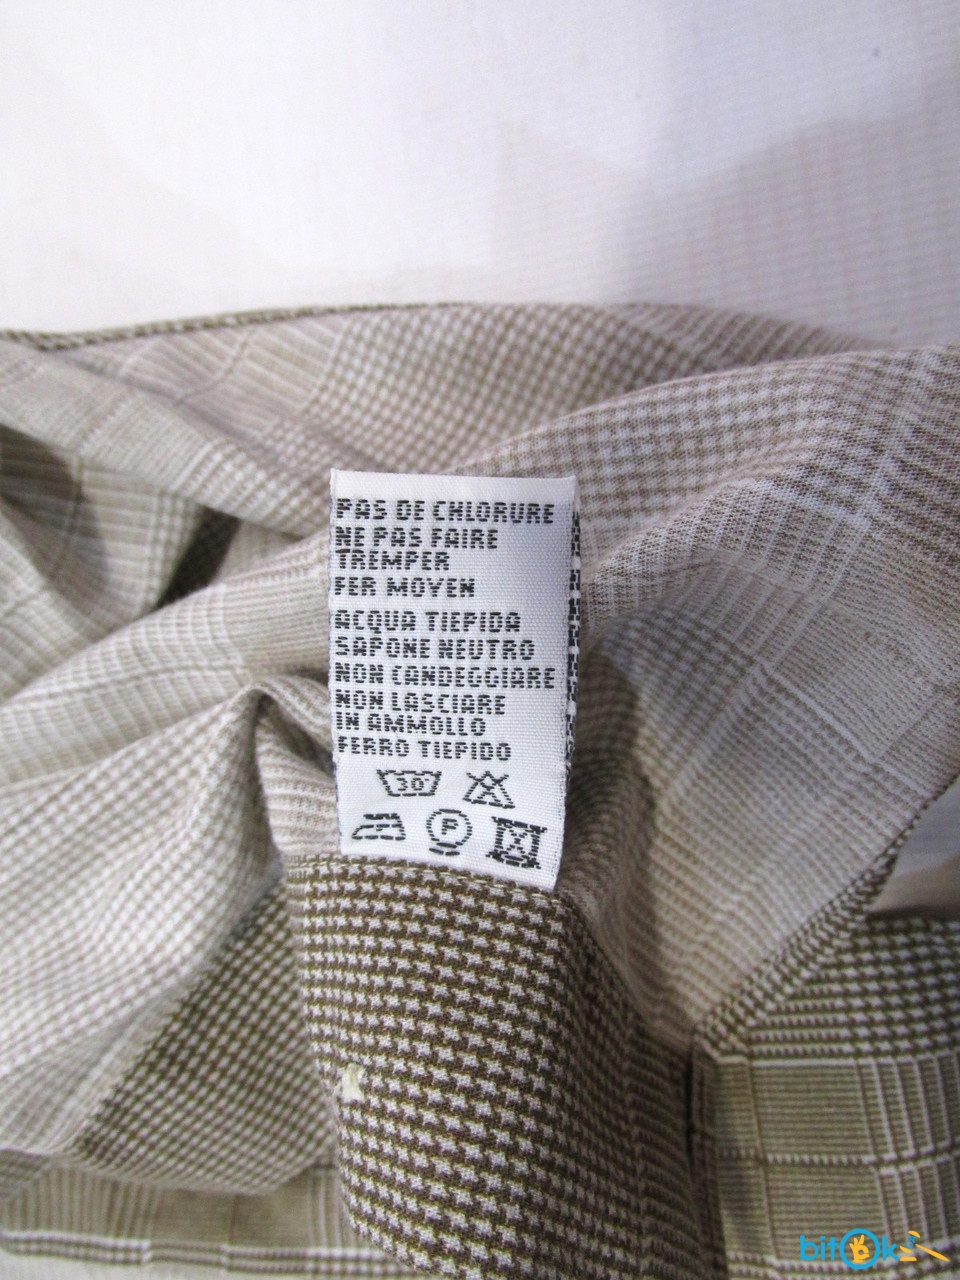 PAS DE CHLORURE
NE PAS FAIRE
TREMPER
FER MOYEN
ACQUA TIEPIDA
SAPONE NEUTRO
NON CANDEGGIARE
NON LASCIARE
IN AMMOLLO
FERRO TIEPIDO
30°
P
bitOk